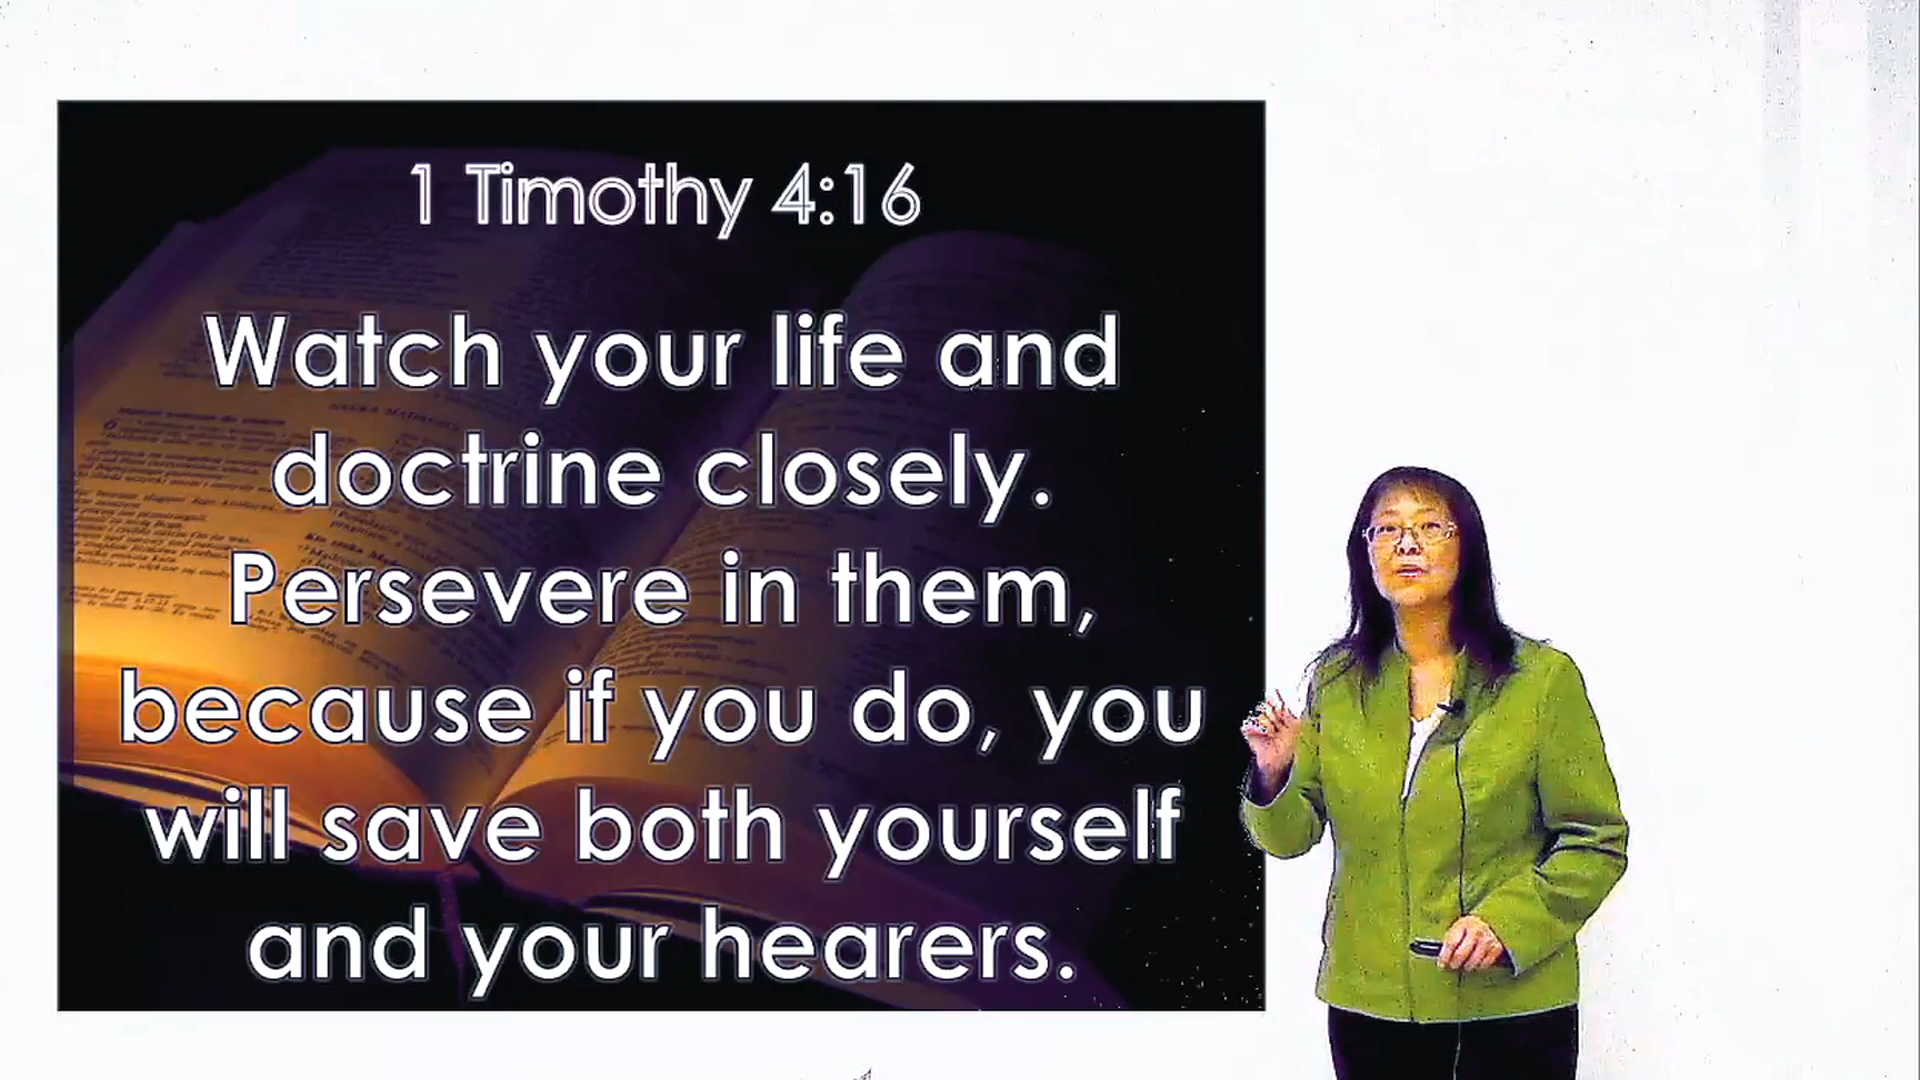 1 Timothy 4:16
Watch your life and
doctrine closely.
Persevere in them,
because if you do, you
will save both yourself
and your hearers.